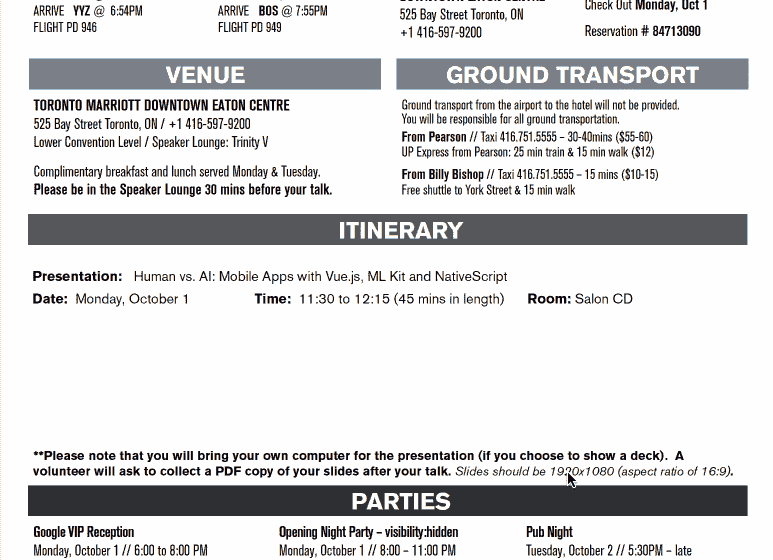 ARRIVE YYZ @ 6:54PM
FLIGHT PD 946
ARRIVE BOS @ 7:55PM
FLIGHT PD 949
525 Bay Street Toronto, ON
+1 416-597-9200
Check Out Monday, Oct 1
Reservation # 84713090
VENUE
TORONTO MARRIOTT DOWNTOWN EATON CENTRE
525 Bay Street Toronto, ON / +1 416-597-9200
Lower Convention Level / Speaker Lounge: Trinity V
Complimentary breakfast and lunch served Monday & Tuesday.
Please be in the Speaker Lounge 30 mins before your talk.
GROUND TRANSPORT
Ground transport from the airport to the hotel will not be provided.
You will be responsible for all ground transportation.
From Pearson // Taxi 416.751.5555 – 30-40mins ($55-60)
UP Express from Pearson: 25 min train & 15 min walk ($12)
From Billy Bishop // Taxi 416.751.5555 – 15 mins ($10-15)
Free shuttle to York Street & 15 min walk
ITINERARY
Presentation: Human vs. AI: Mobile Apps with Vue.js, ML Kit and NativeScript
Date: Monday, October 1 Time: 11:30 to 12:15 (45 mins in length) Room: Salon CD
**Please note that you will bring your own computer for the presentation (if you choose to show a deck). A
volunteer will ask to collect a PDF copy of your slides after your talk. Slides should be 1920x1080 (aspect ratio of 16:9).
PARTIES
Google VIP Reception
Monday, October 1 // 6:00 to 8:00 PM
Opening Night Party – visibility:hidden
Monday, October 1 // 8:00 – 11:00 PM
Pub Night
Tuesday, October 2 // 5:30PM – late